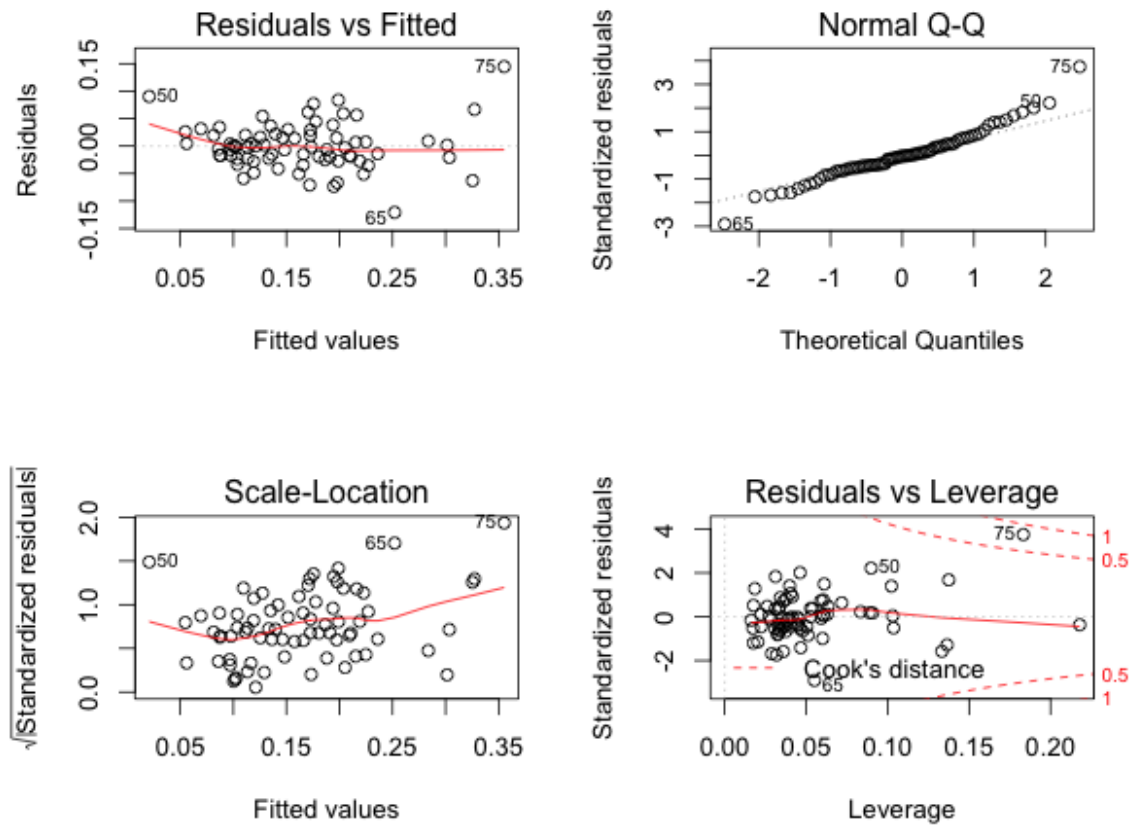 Residuals vs Fitted
Residuals
0.15
0.00
-0.15
50
75
65
0.05 0.15 0.25 0.35
Fitted values
Normal Q-Q
Standardized residuals
3
1
-1
-3
75
50
65
-2 -1 0 1 2
Theoretical Quantiles
Scale-Location
√|Standardized residuals|
2.0
1.0
0.0
75
65
50
0.05 0.15 0.25 0.35
Fitted values
Residuals vs Leverage
Standardized residuals
4
2
0
-2
75
50
65
1
0.5
Cook's distance
0.5
1
0.00 0.05 0.10 0.15 0.20
Leverage